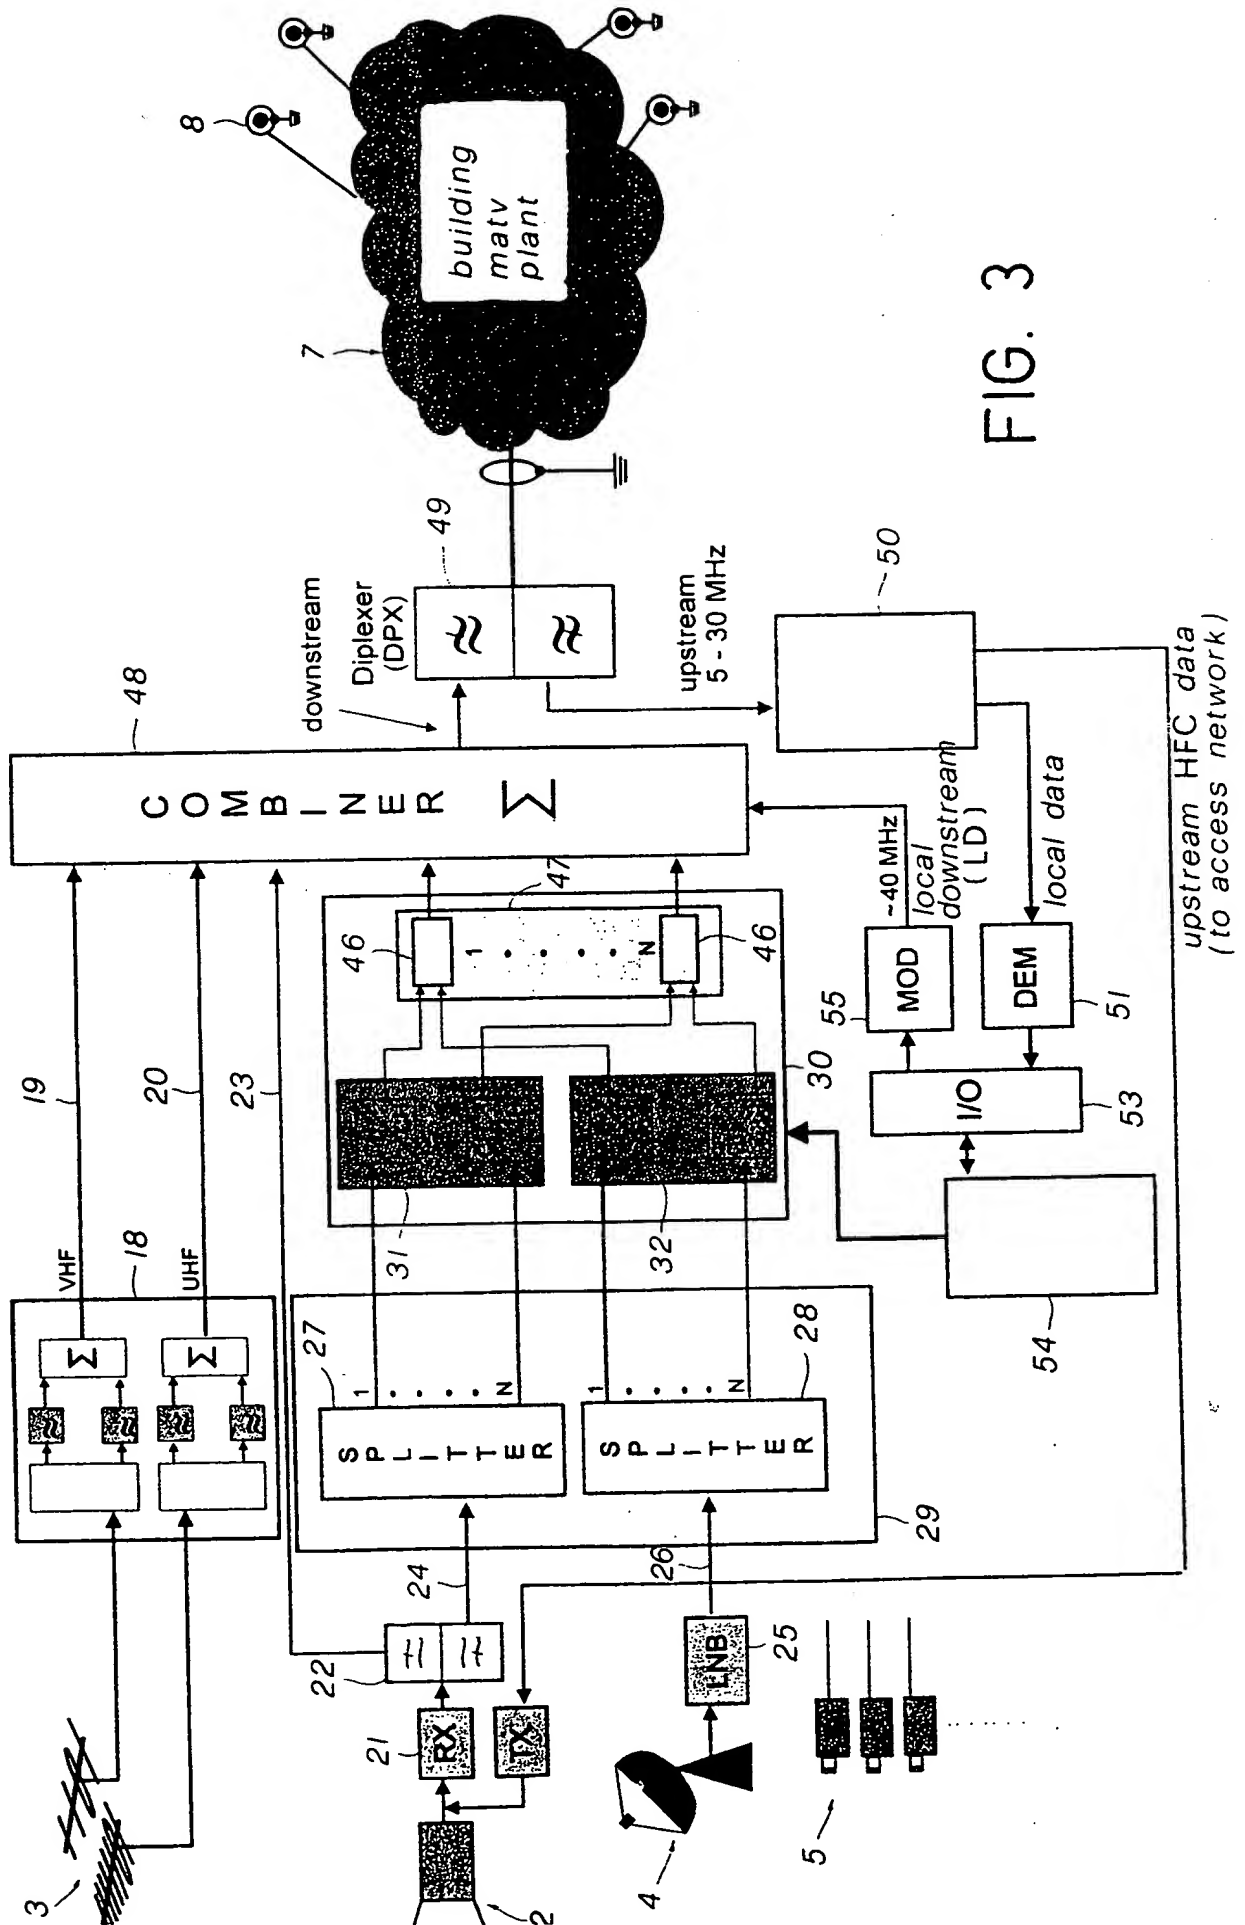 3
VHF
UHF
18
19
20
23
COMBINER Σ
48
Σ
Σ
2
RX
21
TX
22
24
SPLITTER
27
1
N
SPLITTER
28
1
N
29
4
LNB
25
26
5
31
32
30
46
1
N
46
47
downstream
Diplexer
(DPX)
49
upstream
5 - 30 MHz
50
~40 MHz
local
downstream
(LD)
local data
MOD
55
DEM
51
I/O
53
54
upstream HFC data
(to access network)
7
8
building
matv
plant
FIG. 3